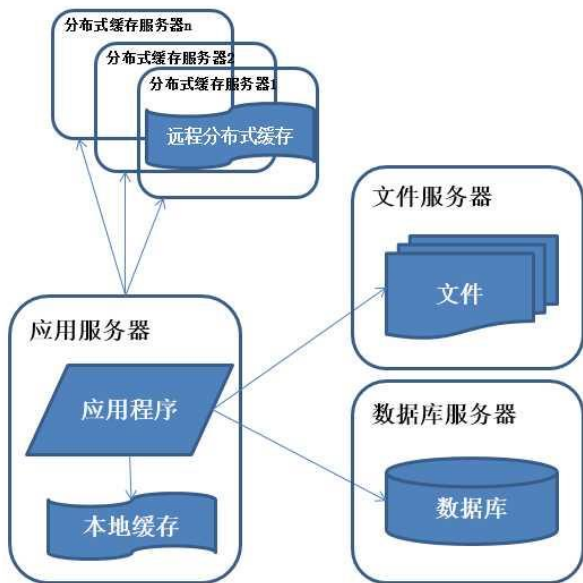 分布式缓存服务器n
分布式缓存服务器2
分布式缓存服务器1
远程分布式缓存
文件服务器
文件
应用服务器
应用程序
本地缓存
数据库服务器
数据库